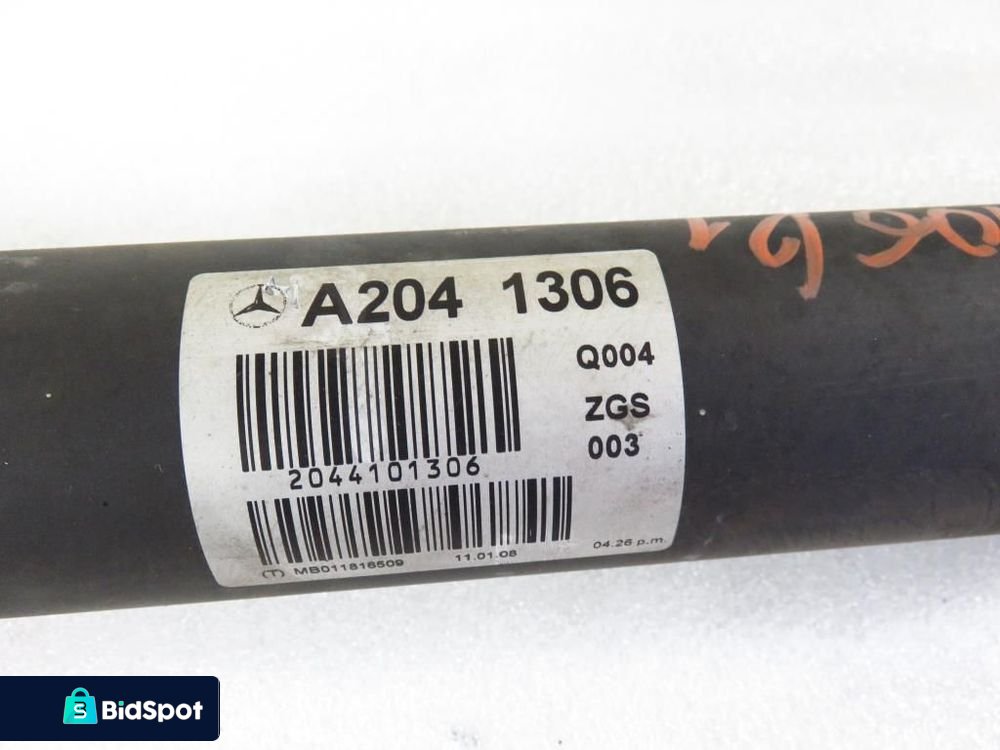 A204 1306
Q004
ZGS
003
2044101306
(T) MB011816509 11.01.08 04.26 p.m.
BidSpot